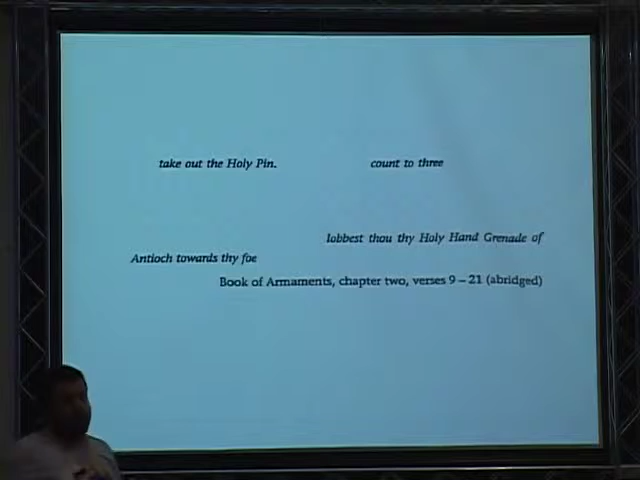 take out the Holy Pin. count to three
lobbest thou thy Holy Hand Grenade of
Antioch towards thy foe
Book of Armaments, chapter two, verses 9 – 21 (abridged)